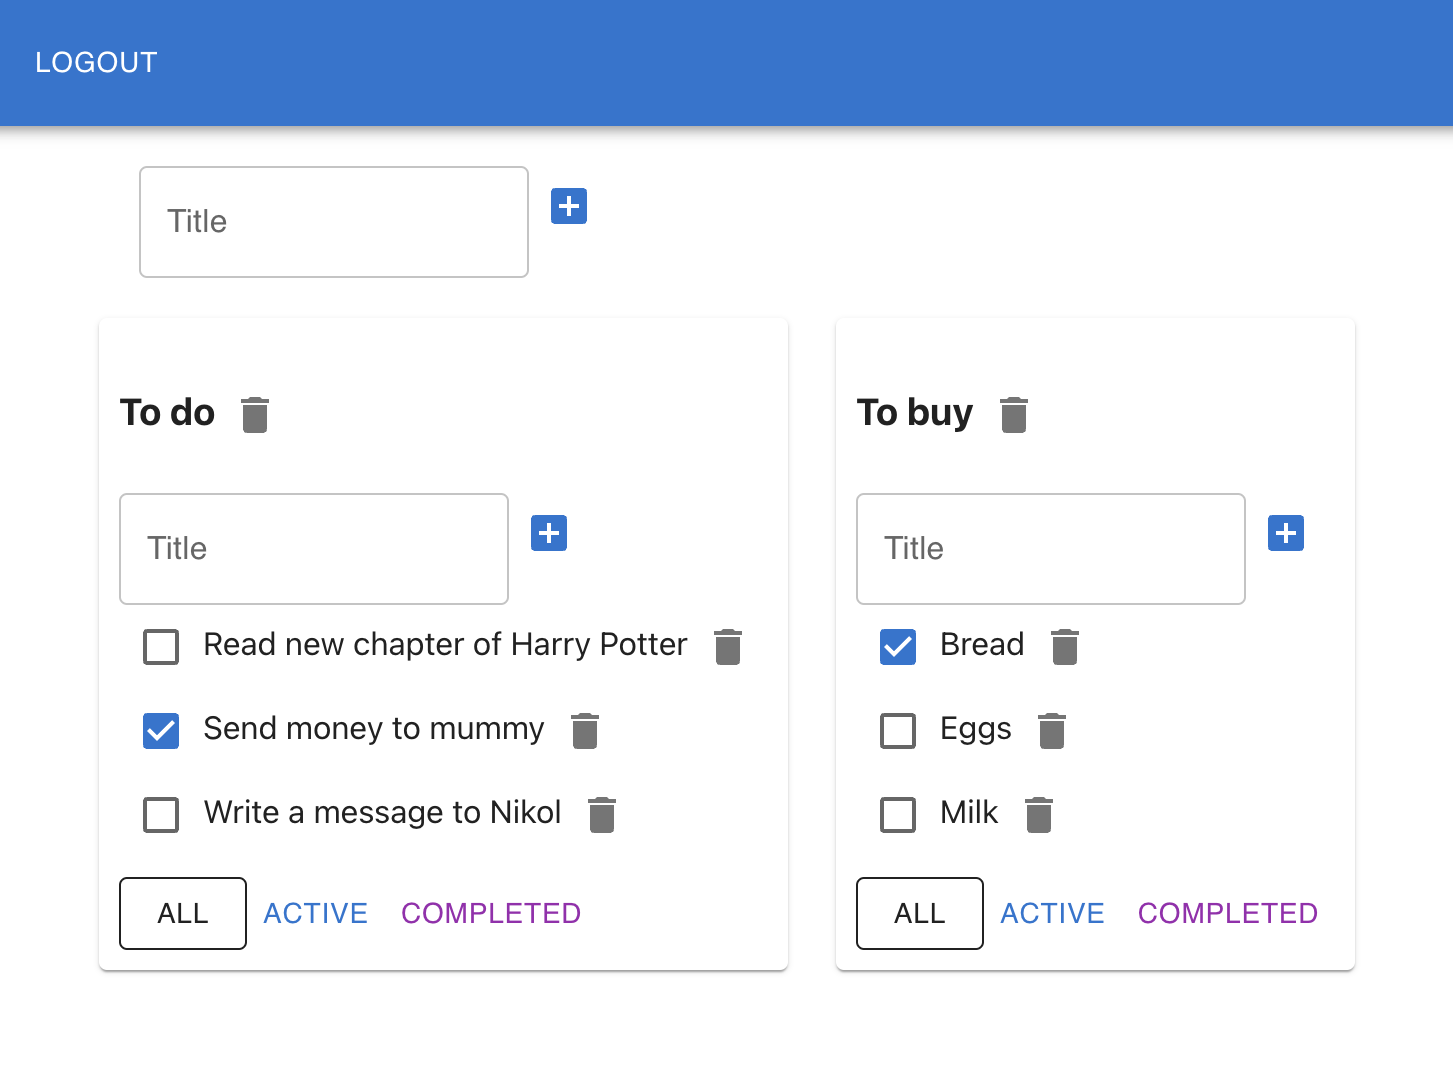 LOGOUT
Title
To do
Title
Read new chapter of Harry Potter
Send money to mummy
Write a message to Nikol
ALL ACTIVE COMPLETED
To buy
Title
Bread
Eggs
Milk
ALL ACTIVE COMPLETED